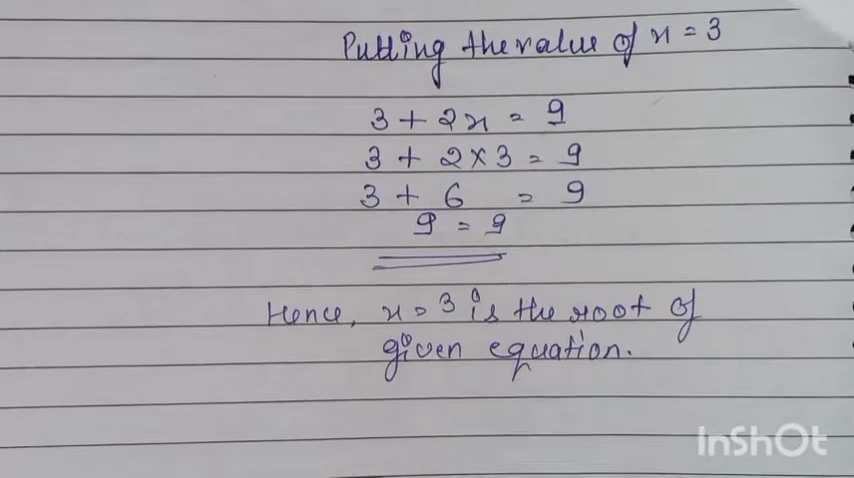 Putting the value of x = 3
3 + 2x = 9
3 + 2 × 3 = 9
3 + 6 = 9
9 = 9
Hence, x = 3 is the root of
given equation.
InShOt